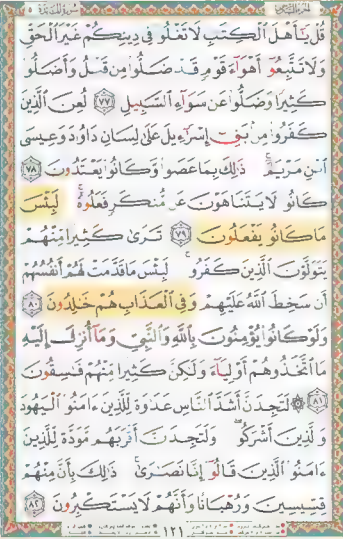 سُورَةُ المَائِدَةِ
قُلْ يَٰٓأَهْلَ ٱلْكِتَٰبِ لَا تَغْلُوا۟ فِى دِينِكُمْ غَيْرَ ٱلْحَقِّ
وَلَا تَتَّبِعُوٓا۟ أَهْوَآءَ قَوْمٍ قَدْ ضَلُّوا۟ مِن قَبْلُ وَأَضَلُّوا۟
كَثِيرًا وَضَلُّوا۟ عَن سَوَآءِ ٱلسَّبِيلِ ٧٧ لُعِنَ ٱلَّذِينَ
كَفَرُوا۟ مِنۢ بَنِىٓ إِسْرَٰٓءِيلَ عَلَىٰ لِسَانِ دَاوُۥدَ وَعِيسَى
ٱبْنِ مَرْيَمَ ۚ ذَٰلِكَ بِمَا عَصَوا۟ وَّكَانُوا۟ يَعْتَدُونَ ٧٨
كَانُوا۟ لَا يَتَنَاهَوْنَ عَن مُّنكَرٍ فَعَلُوهُ ۚ لَبِئْسَ
مَا كَانُوا۟ يَفْعَلُونَ ٧٩ تَرَىٰ كَثِيرًا مِّنْهُمْ
يَتَوَلَّوْنَ ٱلَّذِينَ كَفَرُوا۟ ۚ لَبِئْسَ مَا قَدَّمَتْ لَهُمْ أَنفُسُهُمْ
أَن سَخِطَ ٱللَّهُ عَلَيْهِمْ وَفِى ٱلْعَذَابِ هُمْ خَٰلِدُونَ ٨٠
وَلَوْ كَانُوا۟ يُؤْمِنُونَ بِٱللَّهِ وَٱلنَّبِىِّ وَمَآ أُنزِلَ إِلَيْهِ
مَا ٱتَّخَذُوهُمْ أَوْلِيَآءَ وَلَٰكِنَّ كَثِيرًا مِّنْهُمْ فَٰسِقُونَ
٨١ ۞ لَتَجِدَنَّ أَشَدَّ ٱلنَّاسِ عَدَٰوَةً لِّلَّذِينَ ءَامَنُوا۟ ٱلْيَهُودَ
وَٱلَّذِينَ أَشْرَكُوا۟ ۖ وَلَتَجِدَنَّ أَقْرَبَهُم مَّوَدَّةً لِّلَّذِينَ
ءَامَنُوا۟ ٱلَّذِينَ قَالُوٓا۟ إِنَّا نَصَٰرَىٰ ۚ ذَٰلِكَ بِأَنَّ مِنْهُمْ
قِسِّيسِينَ وَرُهْبَانًا وَأَنَّهُمْ لَا يَسْتَكْبِرُونَ ٨٢
١٢١